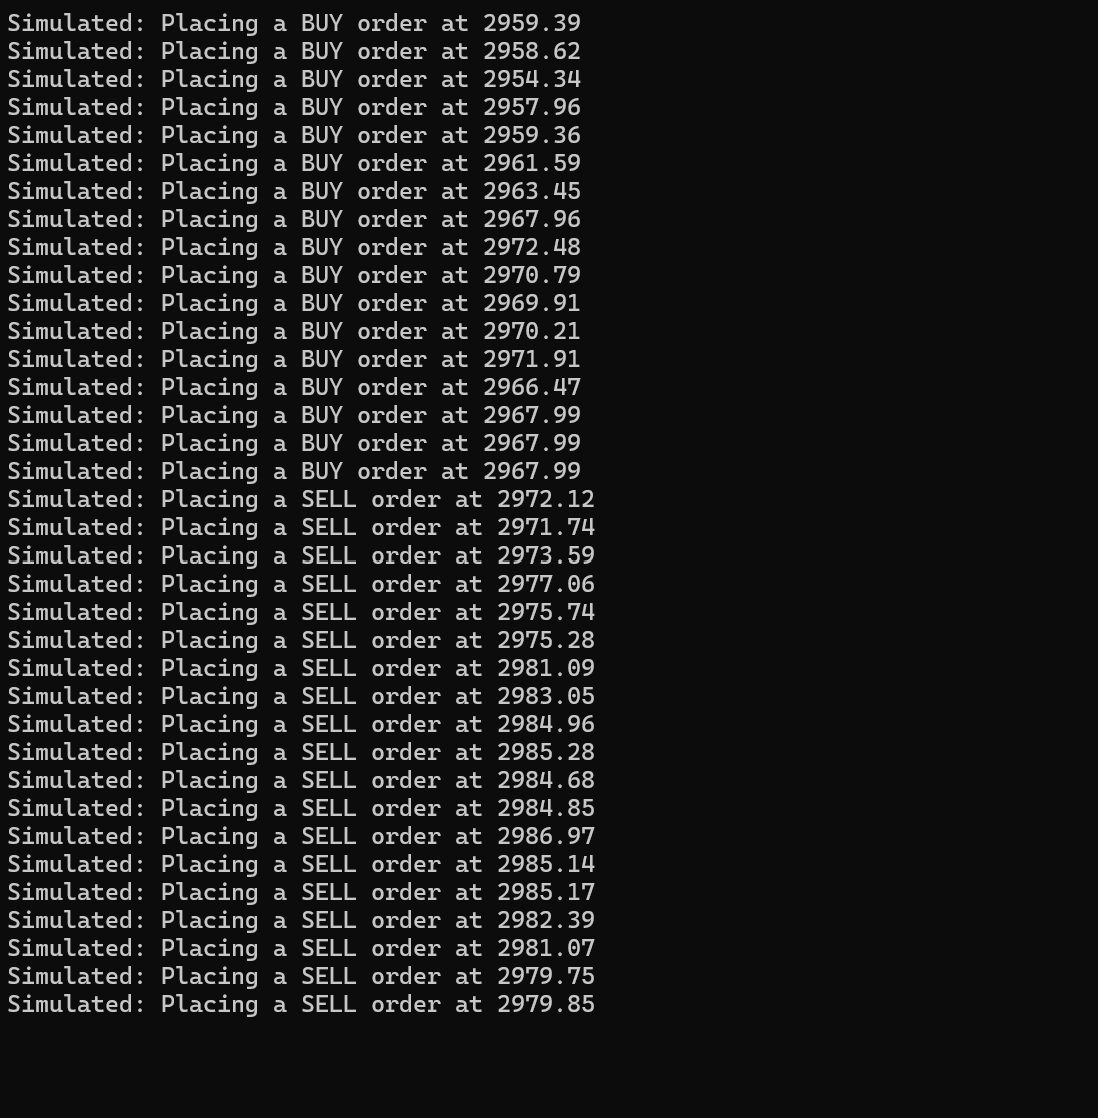 Simulated: Placing a BUY order at 2959.39
Simulated: Placing a BUY order at 2958.62
Simulated: Placing a BUY order at 2954.34
Simulated: Placing a BUY order at 2957.96
Simulated: Placing a BUY order at 2959.36
Simulated: Placing a BUY order at 2961.59
Simulated: Placing a BUY order at 2963.45
Simulated: Placing a BUY order at 2967.96
Simulated: Placing a BUY order at 2972.48
Simulated: Placing a BUY order at 2970.79
Simulated: Placing a BUY order at 2969.91
Simulated: Placing a BUY order at 2970.21
Simulated: Placing a BUY order at 2971.91
Simulated: Placing a BUY order at 2966.47
Simulated: Placing a BUY order at 2967.99
Simulated: Placing a BUY order at 2967.99
Simulated: Placing a BUY order at 2967.99
Simulated: Placing a SELL order at 2972.12
Simulated: Placing a SELL order at 2971.74
Simulated: Placing a SELL order at 2973.59
Simulated: Placing a SELL order at 2977.06
Simulated: Placing a SELL order at 2975.74
Simulated: Placing a SELL order at 2975.28
Simulated: Placing a SELL order at 2981.09
Simulated: Placing a SELL order at 2983.05
Simulated: Placing a SELL order at 2984.96
Simulated: Placing a SELL order at 2985.28
Simulated: Placing a SELL order at 2984.68
Simulated: Placing a SELL order at 2984.85
Simulated: Placing a SELL order at 2986.97
Simulated: Placing a SELL order at 2985.14
Simulated: Placing a SELL order at 2985.17
Simulated: Placing a SELL order at 2982.39
Simulated: Placing a SELL order at 2981.07
Simulated: Placing a SELL order at 2979.75
Simulated: Placing a SELL order at 2979.85